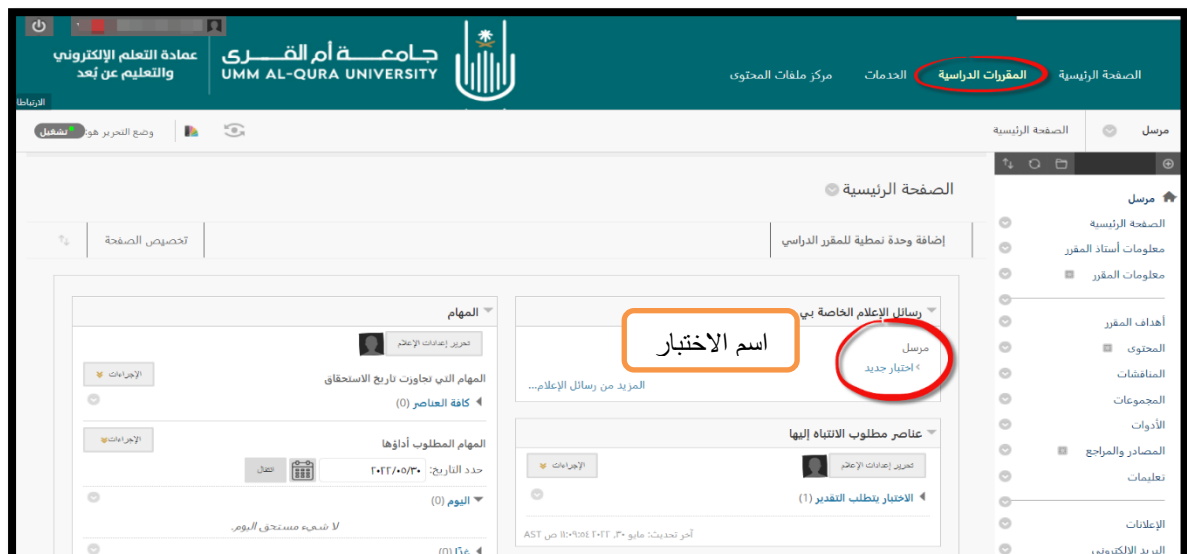 الصفحة الرئيسية
المقررات الدراسية
الخدمات
مركز ملفات المحتوى
جامعة أم القرى
UMM AL-QURA UNIVERSITY
عمادة التعلم الإلكتروني
والتعليم عن بُعد
مرسل
الصفحة الرئيسية
وضع التحرير هو:
تشغيل
مرسل
الصفحة الرئيسية
معلومات أستاذ المقرر
معلومات المقرر
أهداف المقرر
المحتوى
المناقشات
المجموعات
الأدوات
المصادر والمراجع
تعليمات
الإعلانات
البريد الالكتروني
الصفحة الرئيسية
إضافة وحدة نمطية للمقرر الدراسي
تخصيص الصفحة
رسائل الإعلام الخاصة بي
مرسل
اختبار جديد
اسم الاختبار
المزيد من رسائل الإعلام...
عناصر مطلوب الانتباه إليها
تحرير إعدادات الإعلام
الإجراءات
الاختبار يتطلب التقدير (1)
آخر تحديث: مايو ٣٠, ٢٠٢٢ ١١:٠٩:٥٤ ص AST
المهام
تحرير إعدادات الإعلام
المهام التي تجاوزت تاريخ الاستحقاق
الإجراءات
كافة العناصر (0)
المهام المطلوب أداؤها
الإجراءات
حدد التاريخ: ٢٠٢٢/٠٥/٣٠
انتقال
اليوم (0)
لا شيء مستحق اليوم.
غدًا (0)